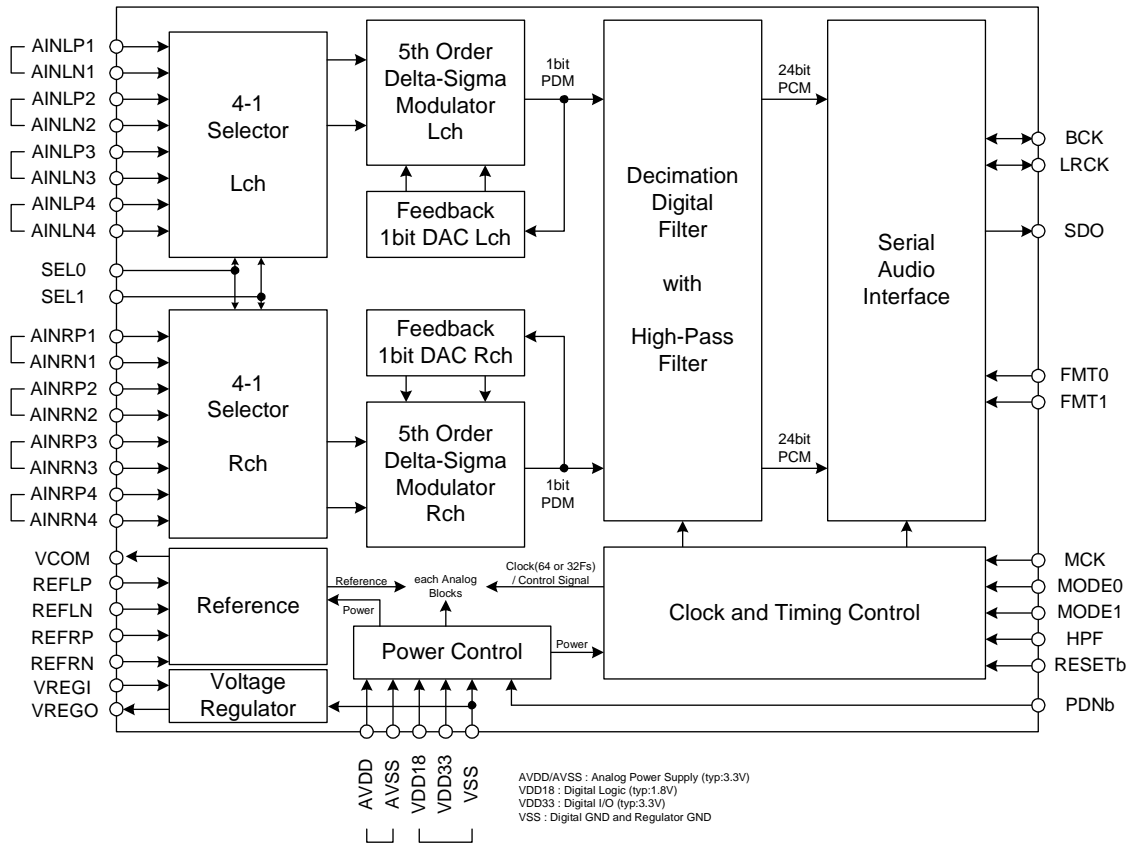 AINLP1
AINLN1
AINLP2
AINLN2
AINLP3
AINLN3
AINLP4
AINLN4
SEL0
SEL1
AINRP1
AINRN1
AINRP2
AINRN2
AINRP3
AINRN3
AINRP4
AINRN4
VCOM
REFLP
REFLN
REFRP
REFRN
VREGI
VREGO
4-1
Selector
Lch
4-1
Selector
Rch
Reference
Voltage
Regulator
5th Order
Delta-Sigma
Modulator
Lch
Feedback
1bit DAC Lch
Feedback
1bit DAC Rch
5th Order
Delta-Sigma
Modulator
Rch
1bit
PDM
1bit
PDM
Reference
Power
each Analog
Blocks
Clock(64 or 32Fs)
/ Control Signal
Power Control
Power
Decimation
Digital
Filter
with
High-Pass
Filter
24bit
PCM
24bit
PCM
Serial
Audio
Interface
Clock and Timing Control
BCK
LRCK
SDO
FMT0
FMT1
MCK
MODE0
MODE1
HPF
RESETb
PDNb
AVDD
AVSS
VDD18
VDD33
VSS
AVDD/AVSS : Analog Power Supply (typ:3.3V)
VDD18 : Digital Logic (typ:1.8V)
VDD33 : Digital I/O (typ:3.3V)
VSS : Digital GND and Regulator GND